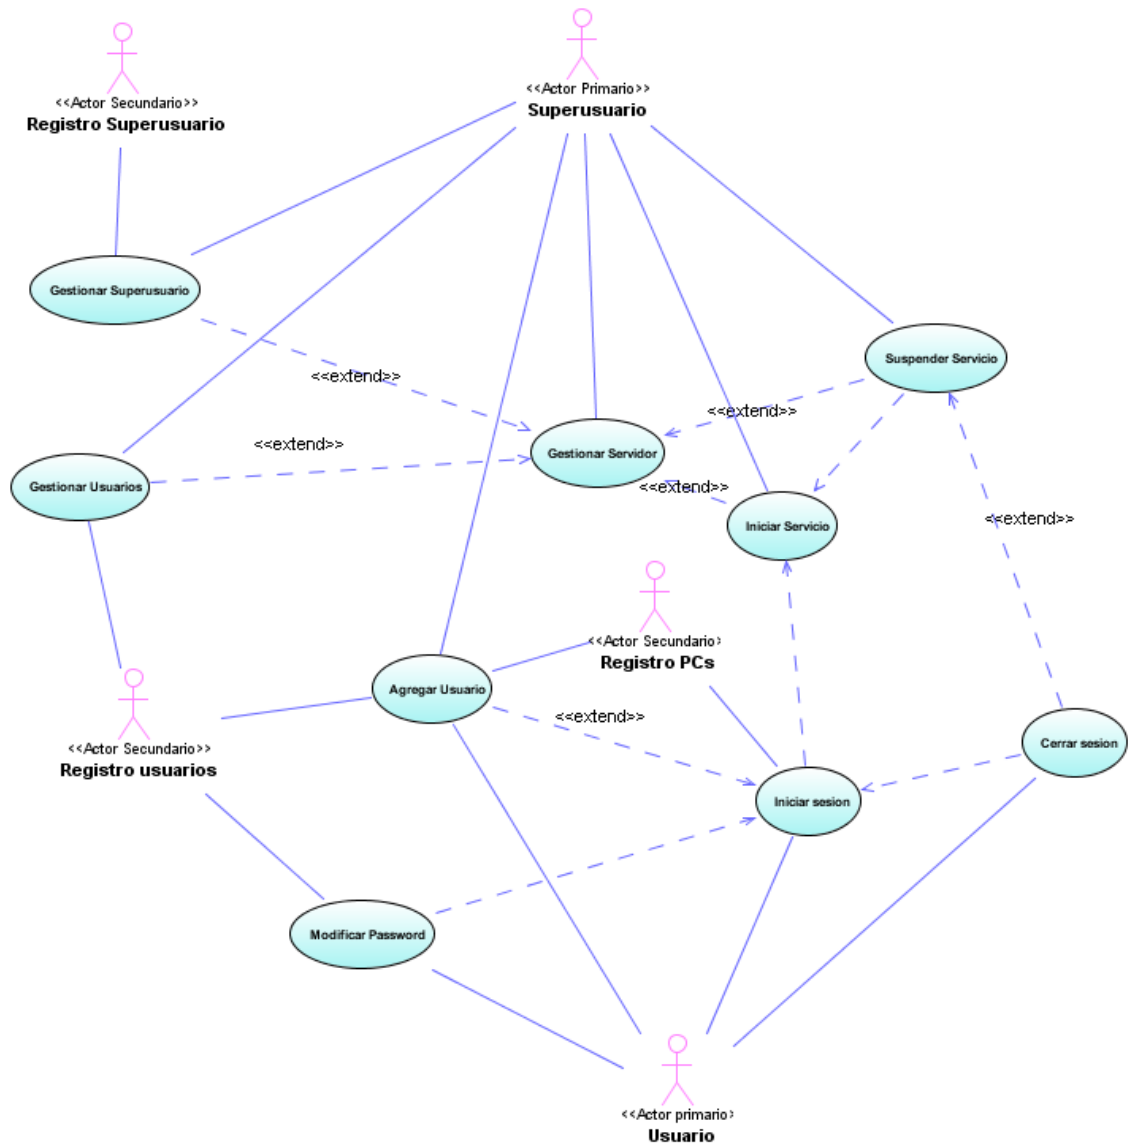 <<Actor Primario>>
Superusuario
<<Actor Secundario>>
Registro Superusuario
Gestionar Superusuario
Suspender Servicio
<<extend>>
<<extend>>
<<extend>>
Gestionar Servidor
Gestionar Usuarios
<<extend>>
Iniciar Servicio
<<extend>>
<<Actor Secundario>
Registro PCs
Agregar Usuario
<<extend>>
<<Actor Secundario>>
Registro usuarios
Cerrar sesion
Iniciar sesion
Modificar Password
<<Actor primario>
Usuario